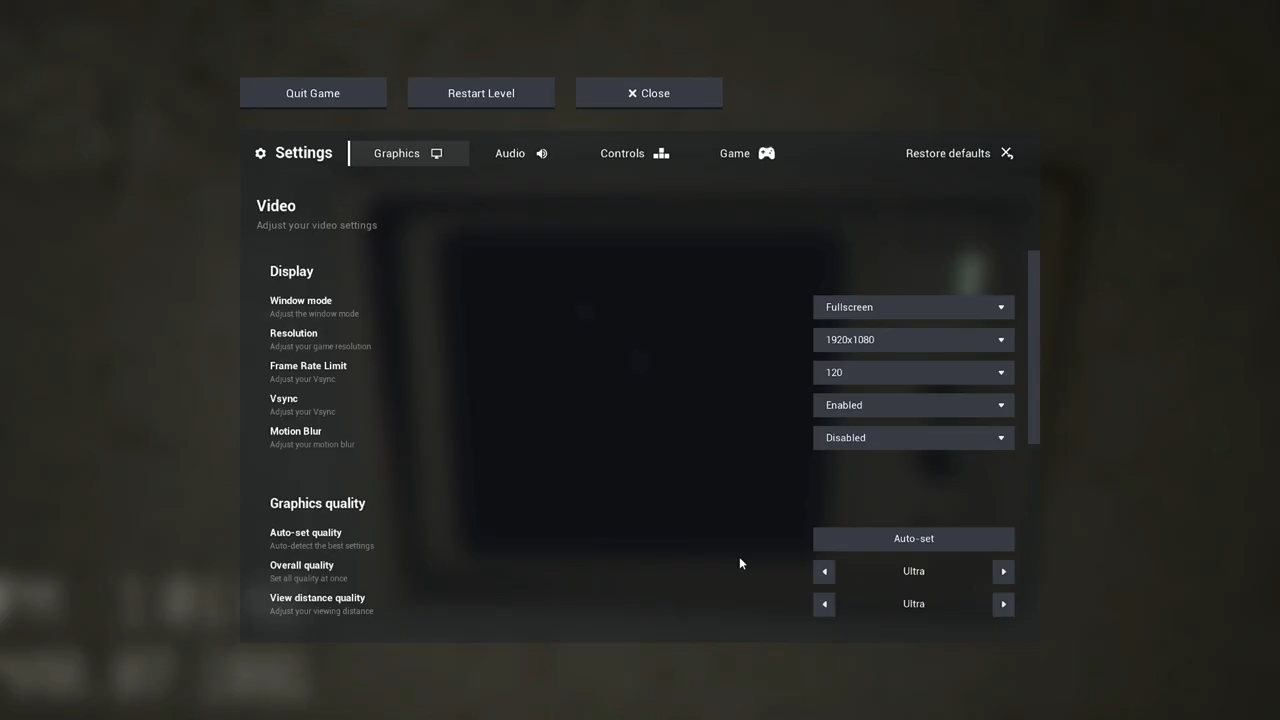 Quit Game
Restart Level
Close
Settings
Graphics
Audio
Controls
Game
Restore defaults
Video
Adjust your video settings
Display
Window mode
Adjust the window mode
Fullscreen
Resolution
Adjust your game resolution
1920x1080
Frame Rate Limit
Adjust your Vsync
120
Vsync
Adjust your Vsync
Enabled
Motion Blur
Adjust your motion blur
Disabled
Graphics quality
Auto-set quality
Auto-detect the best settings
Auto-set
Overall quality
Set all quality at once
Ultra
View distance quality
Adjust your viewing distance
Ultra